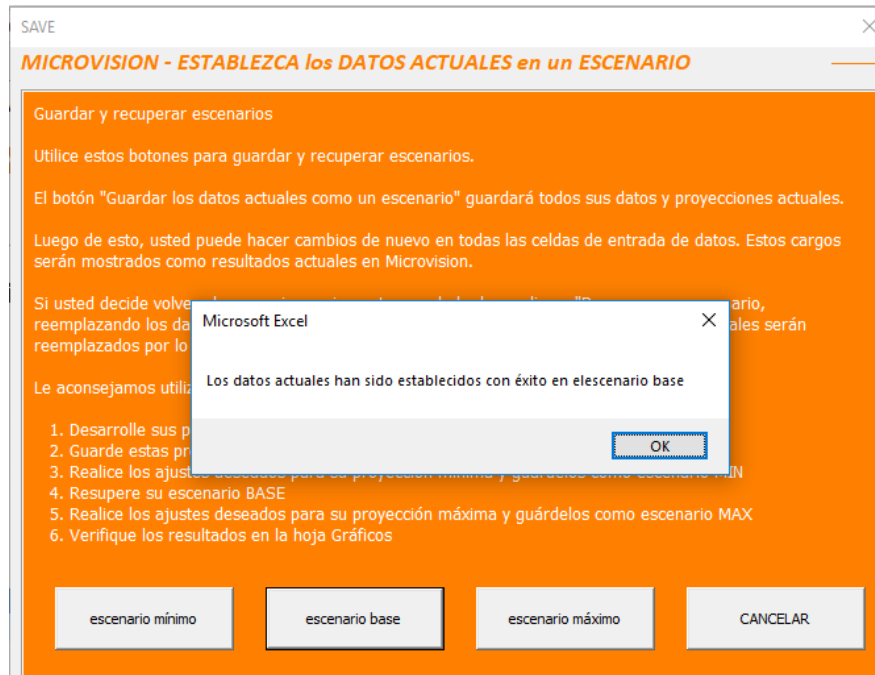 SAVE
MICROVISION - ESTABLEZCA los DATOS ACTUALES en un ESCENARIO
Guardar y recuperar escenarios
Utilice estos botones para guardar y recuperar escenarios.
El botón "Guardar los datos actuales como un escenario" guardará todos sus datos y proyecciones actuales.
Luego de esto, usted puede hacer cambios de nuevo en todas las celdas de entrada de datos. Estos cargos
serán mostrados como resultados actuales en Microvision.
Si usted decide ario,
reemplazando los ales serán
reemplazados por lo
Le aconsejamos
Microsoft Excel
Los datos actuales han sido establecidos con éxito en elescenario base
OK
1. Desarrolle sus
2. Guarde estas
3. Realice los deseados para su proyección mínima y guárdelos como escenario MIN
4. Resupere su escenario BASE
5. Realice los ajustes deseados para su proyección máxima y guárdelos como escenario MAX
6. Verifique los resultados en la hoja Gráficos
escenario mínimo
escenario base
escenario máximo
CANCELAR